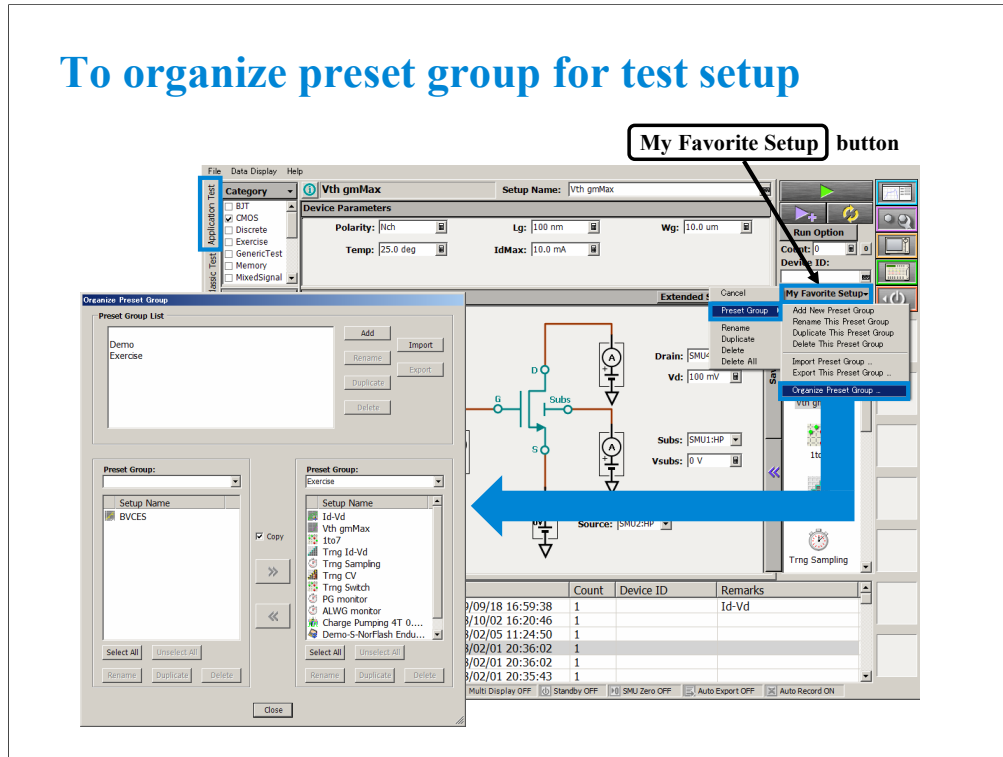 To organize preset group for test setup
My Favorite Setup button
File Data Display Help
Application Test
Category
Vth gmMax
Setup Name: Vth gmMax
BJT
CMOS
Discrete
Exercise
GenericTest
Memory
MixedSignal
Device Parameters
Polarity: Nch
Lg: 100 nm
Wg: 10.0 um
Temp: 25.0 deg
IdMax: 10.0 mA
Run Option
Count: 0
0
Device ID:
My Favorite Setup
Cancel
Preset Group
Rename
Duplicate
Delete
Delete All
Add New Preset Group
Rename This Preset Group
Duplicate This Preset Group
Delete This Preset Group
Import Preset Group ...
Export This Preset Group ...
Organize Preset Group ...
Organize Preset Group
Preset Group List
Demo
Exercise
Add
Rename
Duplicate
Delete
Import
Export
Preset Group:
Setup Name
BVCES
Select All Unselect All
Rename Duplicate Delete
Copy
>>
<<
Preset Group:
Exercise
Setup Name
Id-Vd
Vth gmMax
1to7
Trng Id-Vd
Trng Sampling
Trng CV
Trng Switch
PG monitor
ALWG monitor
Charge Pumping 4T 0....
Demo-S-NorFlash Endu...
Select All Unselect All
Rename Duplicate Delete
Close
D
G
Subs
S
A
A
Drain:
Vd: 100 mV
Subs: SMU1:HP
Vsubs: 0 V
Source: SMU2:HP
Trng Sampling
Count Device ID Remarks
/09/18 16:59:38 1 Id-Vd
/10/02 16:20:46 1
/02/05 11:24:50 1
/02/01 20:36:02 1
/02/01 20:36:02 1
/02/01 20:35:43 1
Multi Display OFF Standby OFF SMU Zero OFF Auto Export OFF Auto Record ON